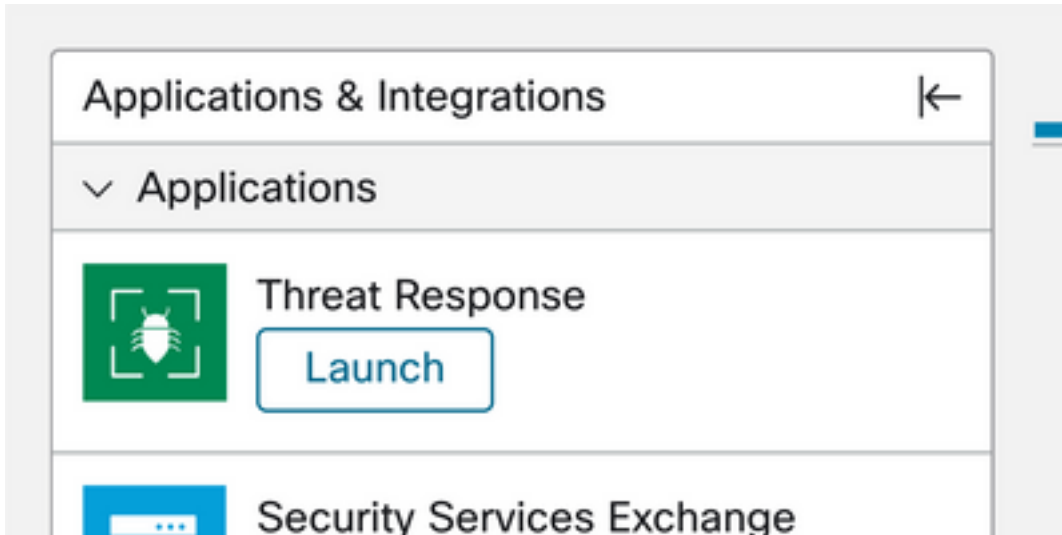 Applications & Integrations
Applications
Threat Response
Launch
Security Services Exchange